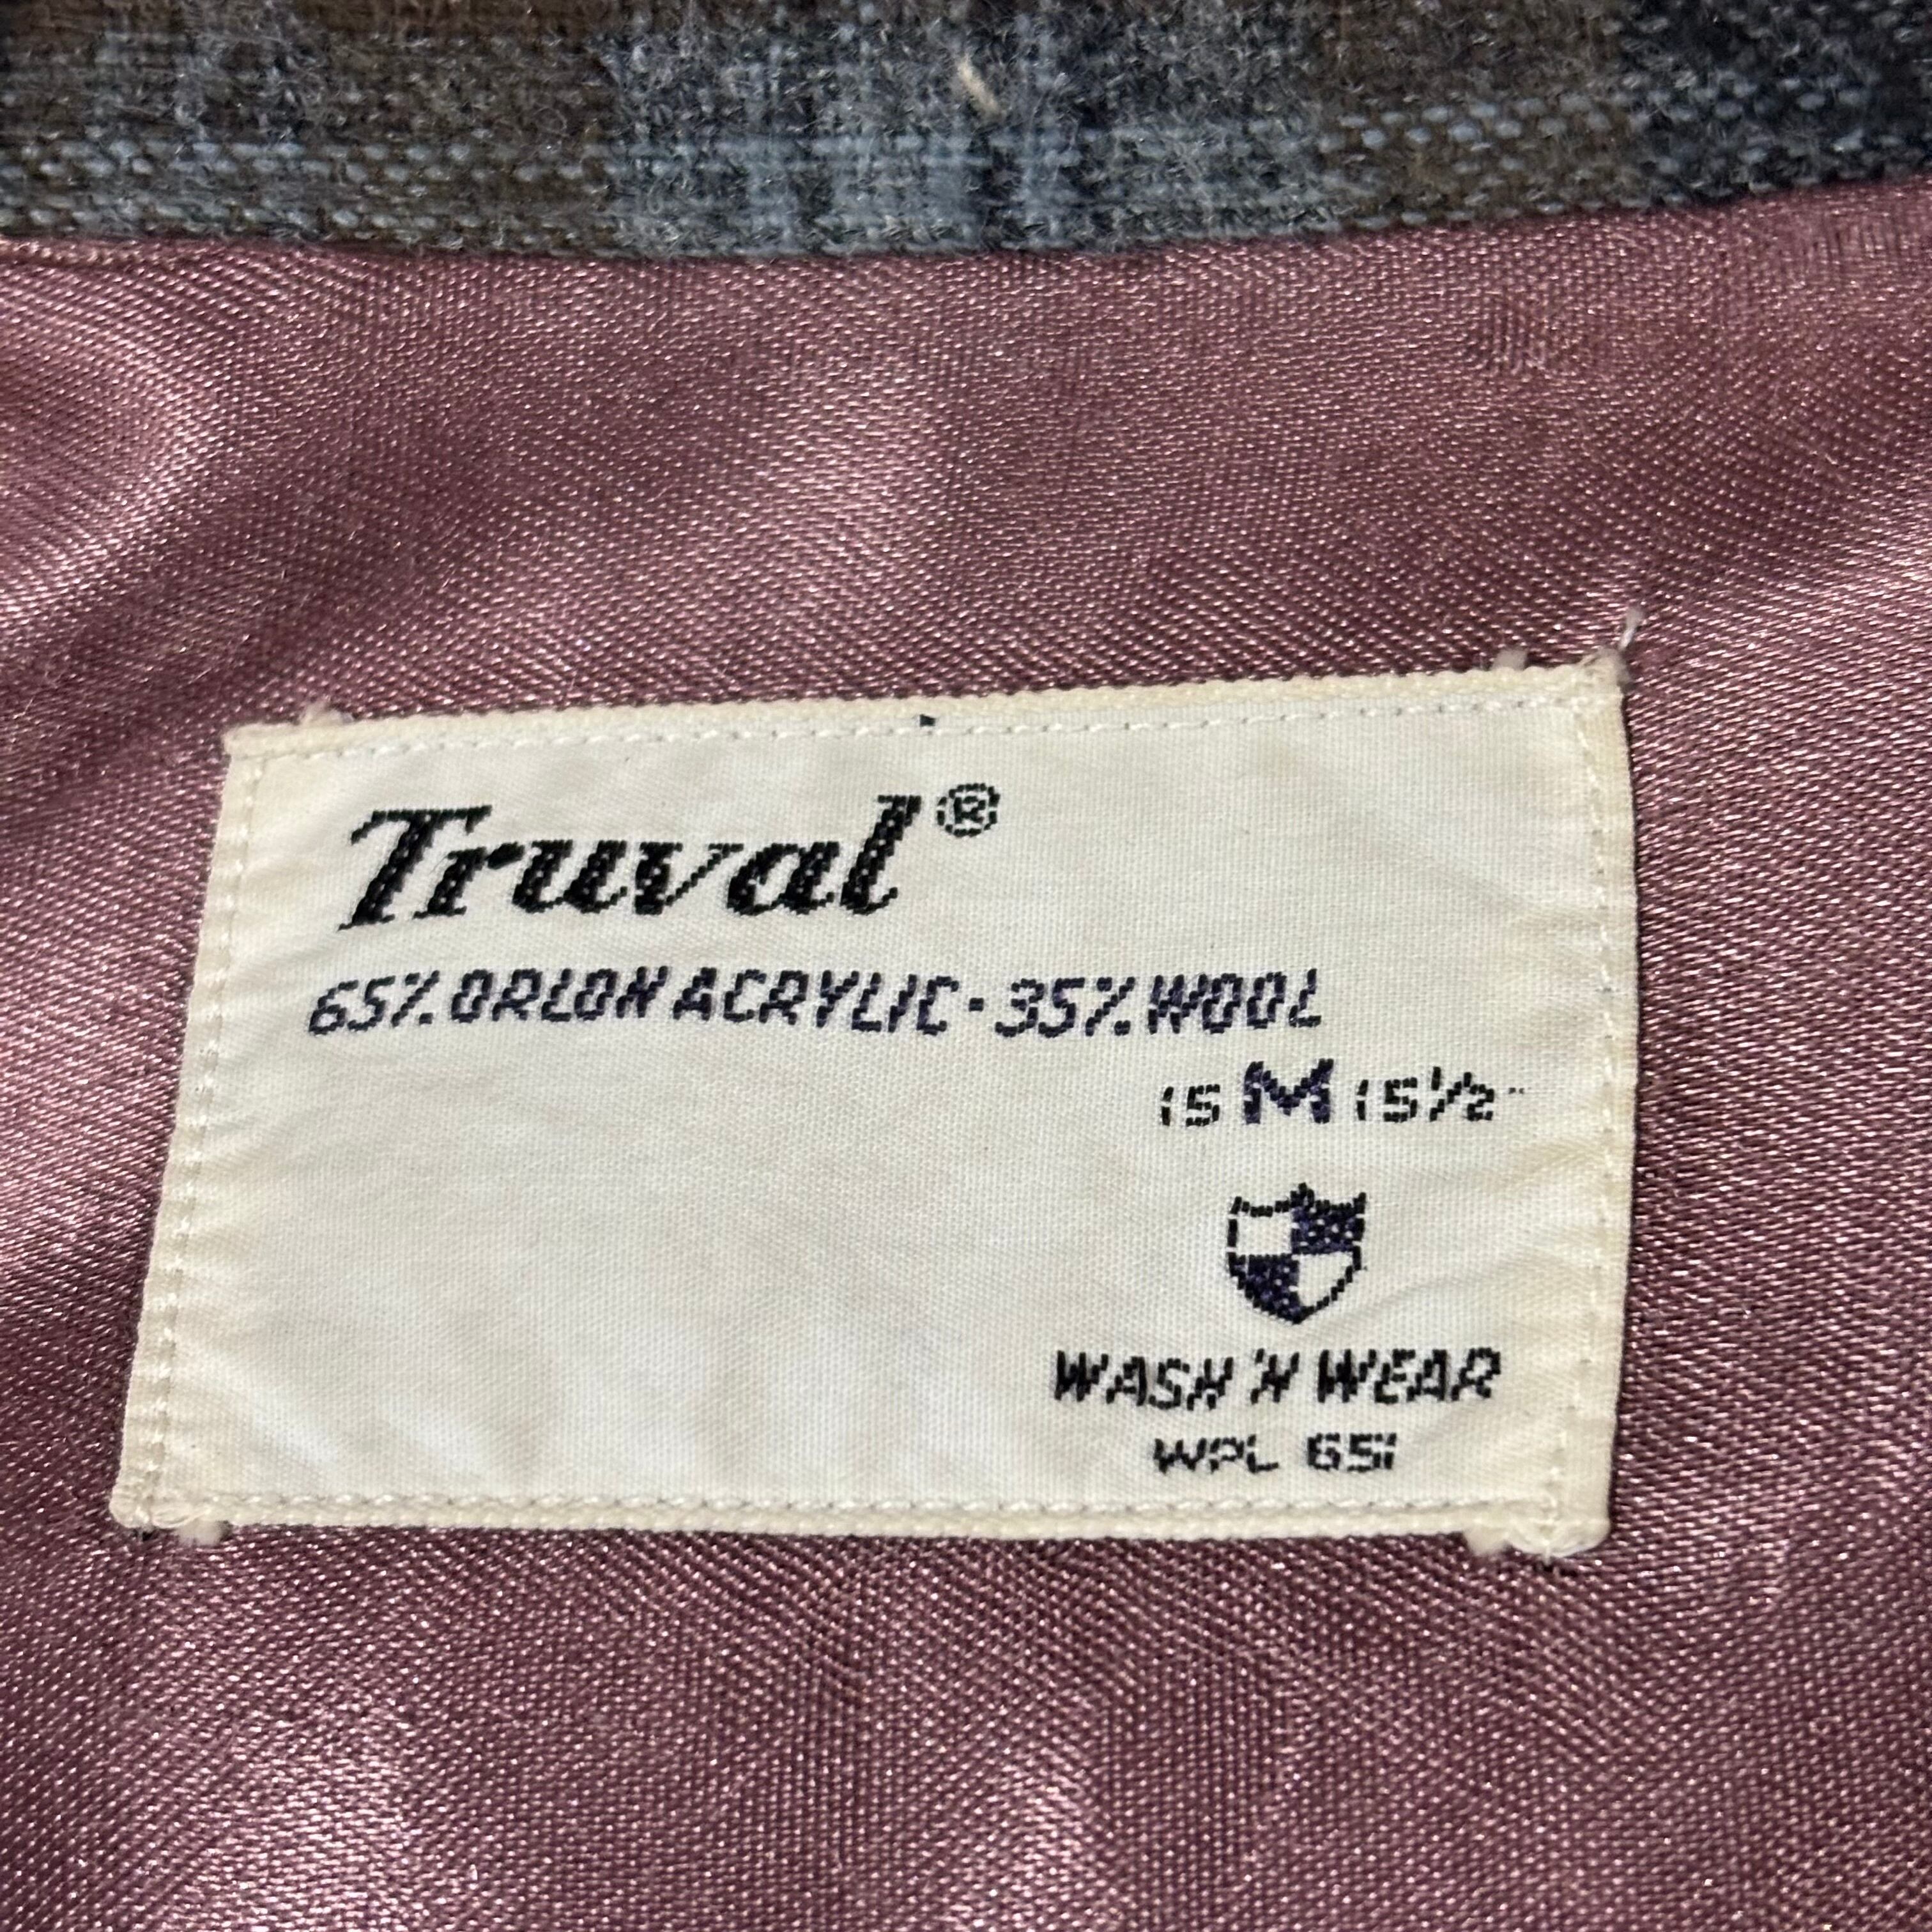 Truval®
65% ORLON ACRYLIC · 35% WOOL
15 M 15½
WASH 'N WEAR
WPL 651